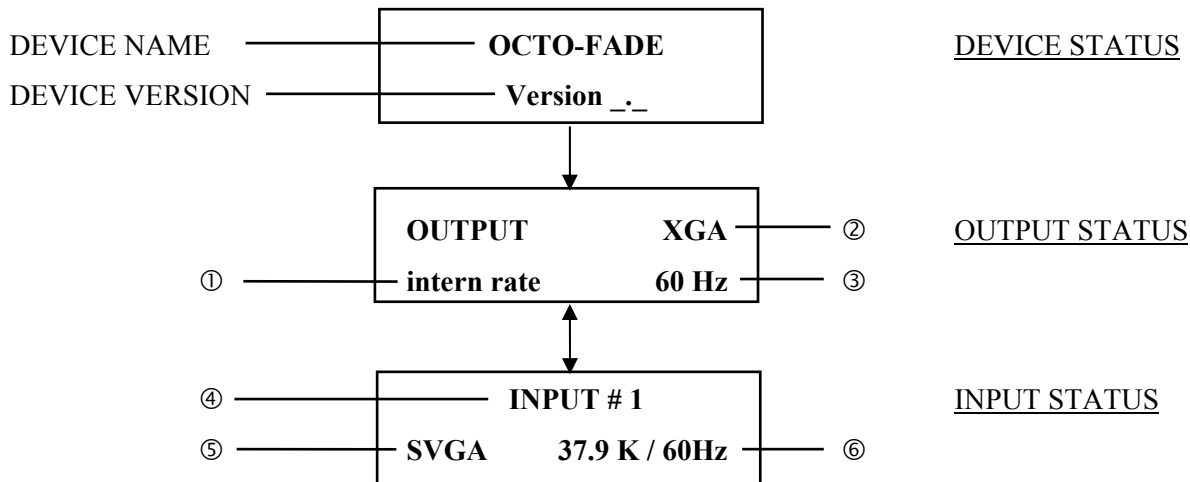 DEVICE NAME OCTO-FADE DEVICE STATUS
DEVICE VERSION Version _._
OUTPUT XGA ② OUTPUT STATUS
① intern rate 60 Hz ③
④ INPUT # 1 INPUT STATUS
⑤ SVGA 37.9 K / 60Hz ⑥